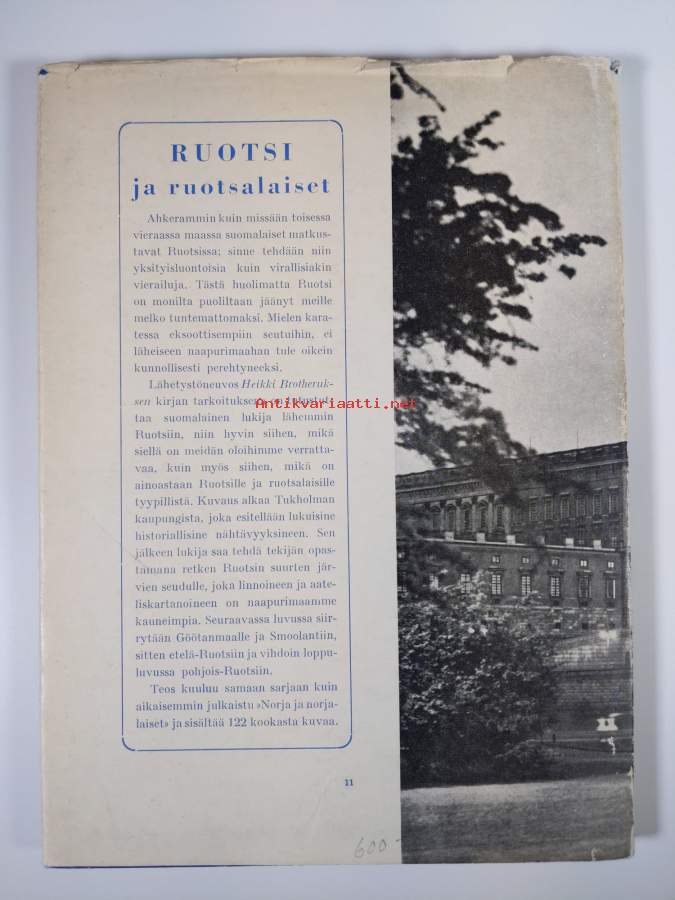 RUOTSI
ja ruotsalaiset
Ahkerammin kuin missään toisessa
vieraassa maassa suomalaiset matkus-
tavat Ruotsissa; sinne tehdään niin
yksityisluontoisia kuin virallisiakin
vierailuja. Tästä huolimatta Ruotsi
on monilta puoliltaan jäänyt meille
melko tuntemattomaksi. Mielen kara-
tessa eksoottisempiin seutuihin, ei
läheiseen naapurimaahan tule oikein
kunnollisesti perehtyneeksi.
Lähetystöneuvos Heikki Brotheruk-
sen kirjan tarkoituksena on tutustut-
taa suomalainen lukija lähemmin
Ruotsiin, niin hyvin siihen, mikä
siellä on meidän oloihimme verratta-
vaa, kuin myös siihen, mikä on
ainoastaan Ruotsille ja ruotsalaisille
tyypillistä. Kuvaus alkaa Tukholman
kaupungista, joka esitellään lukuisine
historiallisine nähtävyyksineen. Sen
jälkeen lukija saa tehdä tekijän opas-
tamana retken Ruotsin suurten jär-
vien seudulle, joka linnoineen ja aate-
liskartanoineen on naapurimaamme
kauneimpia. Seuraavassa luvussa siir-
rytään Göötanmaalle ja Smoolantiin,
sitten etelä-Ruotsiin ja vihdoin loppu-
luvussa pohjois-Ruotsiin.
Teos kuuluu samaan sarjaan kuin
aikaisemmin julkaistu »Norja ja norja-
laiset» ja sisältää 122 kookasta kuvaa.
11
600-
Antikvariaatti.net